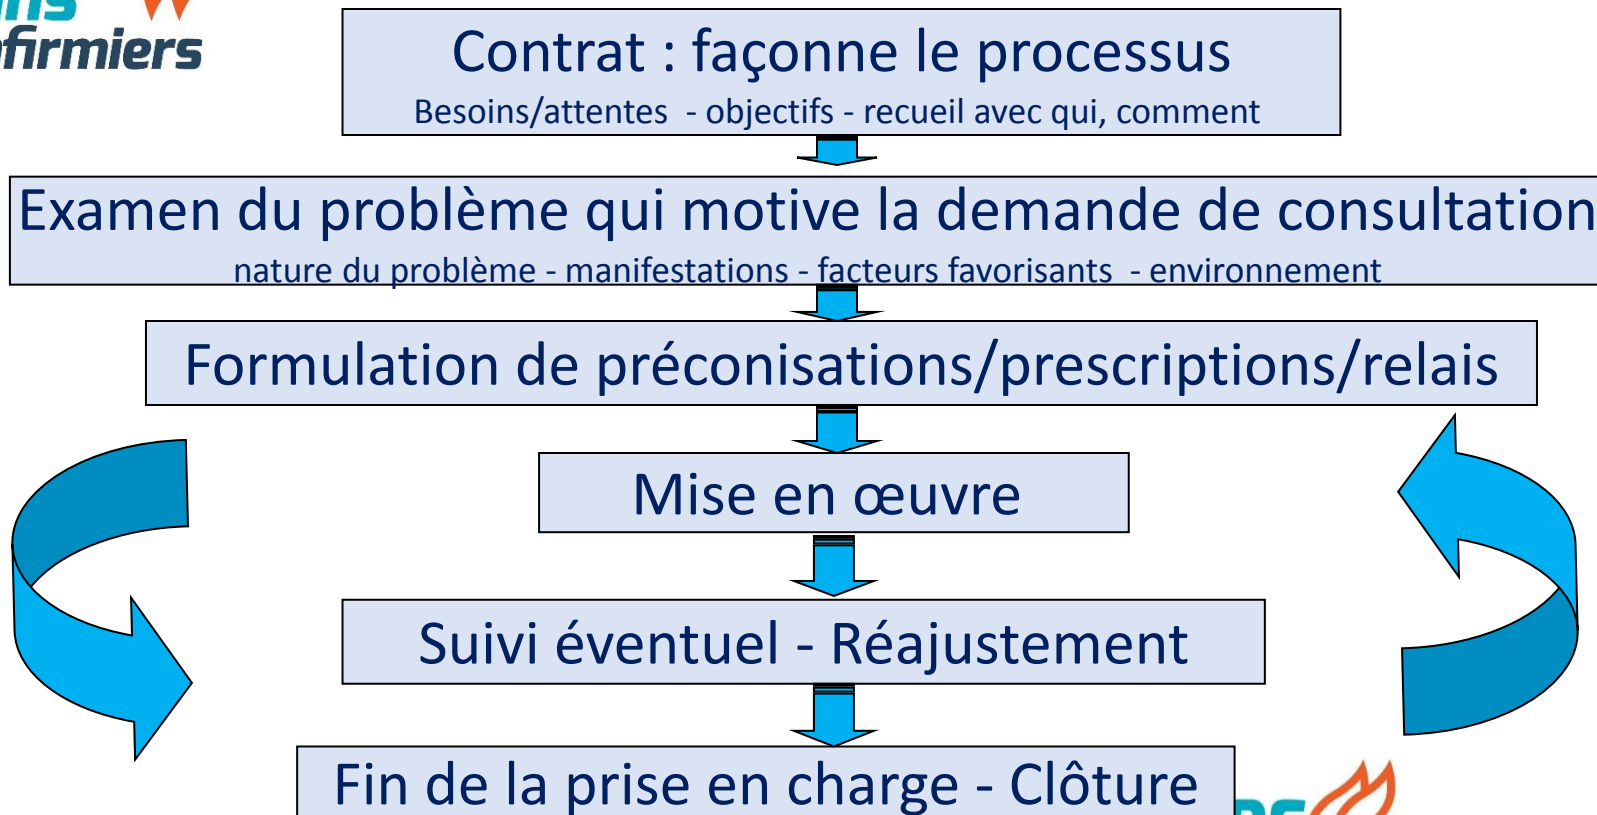 firmiers
Contrat : façonne le processus
Besoins/attentes - objectifs - recueil avec qui, comment
Examen du problème qui motive la demande de consultation
nature du problème - manifestations - facteurs favorisants - environnement
Formulation de préconisations/prescriptions/relais
Mise en œuvre
Suivi éventuel - Réajustement
Fin de la prise en charge - Clôture